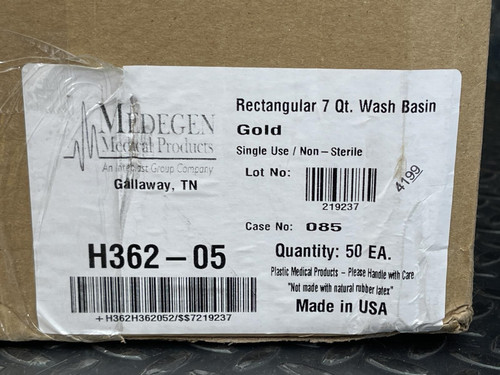 MEDEGEN
Medical Products
An Inteplast Group Company
Gallaway, TN
Rectangular 7 Qt. Wash Basin
Gold
Single Use / Non-Sterile
Lot No:
219237
4199
Case No: 085
H362-05
Quantity: 50 EA.
Plastic Medical Products - Please Handle with Care
"Not made with natural rubber latex"
Made in USA
+H362H362052/$$7219237